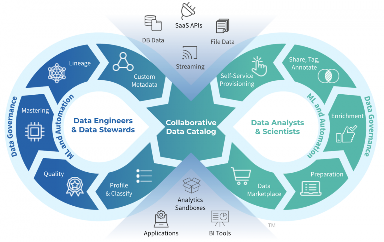 SaaS APIs
DB Data
File Data
Streaming
Lineage
Custom
Metadata
Self-Service
Provisioning
Share, Tag,
Annotate
Data Governance
Mastering
ML and Automation
Data Engineers
& Data Stewards
Collaborative
Data Catalog
Data Analysts
& Scientists
ML and Automation
Enrichment
Data Governance
Quality
Profile
& Classify
Data
Marketplace
Preparation
Analytics
Sandboxes
Applications
BI Tools
TM